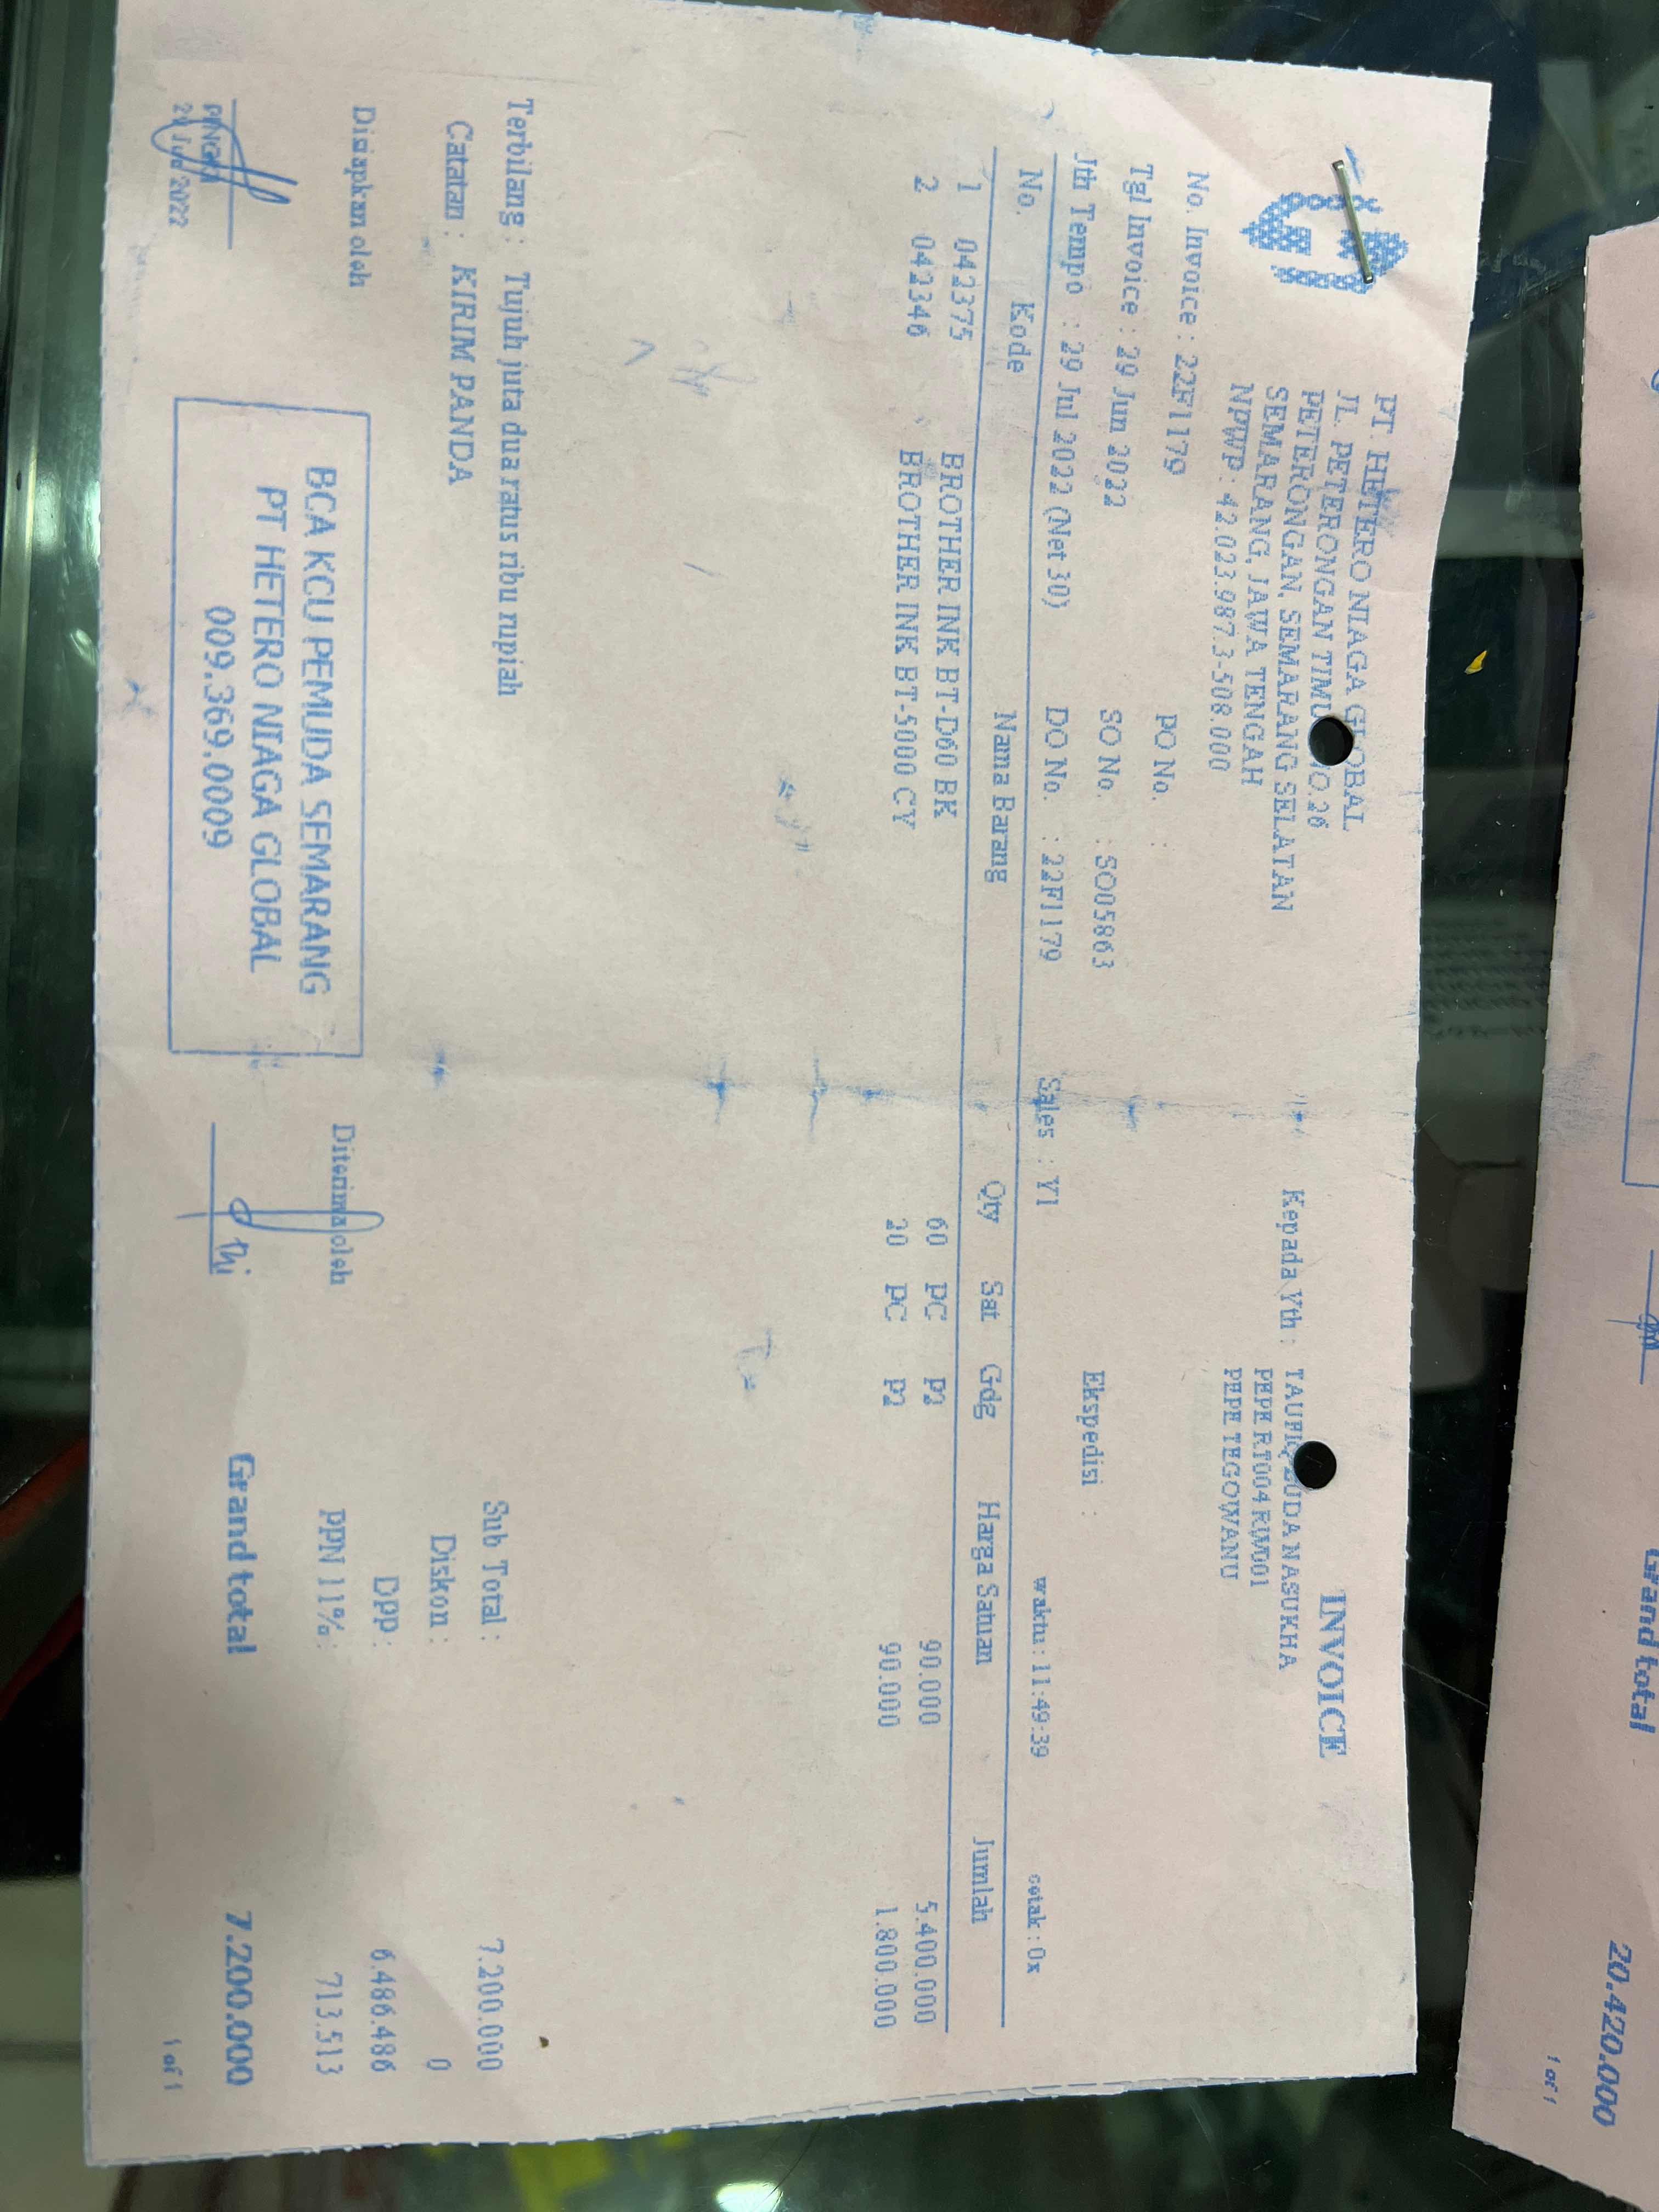 INVOICE
PT. HETERO NIAGA GLOBAL
JL. PETERONGAN TIMUR NO.26
PETERONGAN, SEMARANG SELATAN
SEMARANG, JAWA TENGAH
NPWP : 42.023.987.3-508.000
Kepada Yth : TAUFIQ HUDA NASUKHA
PEPE RT004 RW001
PEPE TEGOWANU
No. Invoice : 22F1179
PO No. :
Tgl Invoice : 29 Jun 2022
SO No. : SO05863
Ekspedisi :
Jth Tempo : 29 Jul 2022 (Net 30)
DO No. : 22F1179
Sales : Y1
waktu : 11:49:39
cetak : 0x
No. Kode Nama Barang Qty Sat Gdg Harga Satuan Jumlah
1 042375 BROTHER INK BT-D60 BK 60 PC P2 90.000 5.400.000
2 042346 BROTHER INK BT-5000 CY 20 PC P2 90.000 1.800.000
Terbilang : Tujuh juta dua ratus ribu rupiah
Catatan : KIRIM PANDA
Sub Total : 7.200.000
Diskon : 0
DPP : 6.486.486
PPN 11% : 713.513
Grand total 7.200.000
Disiapkan oleh
29 Jun 2022
BCA KCU PEMUDA SEMARANG
PT HETERO NIAGA GLOBAL
009.369.0009
Diterima oleh
1 of 1
Grand total 20.420.000
1 of 1